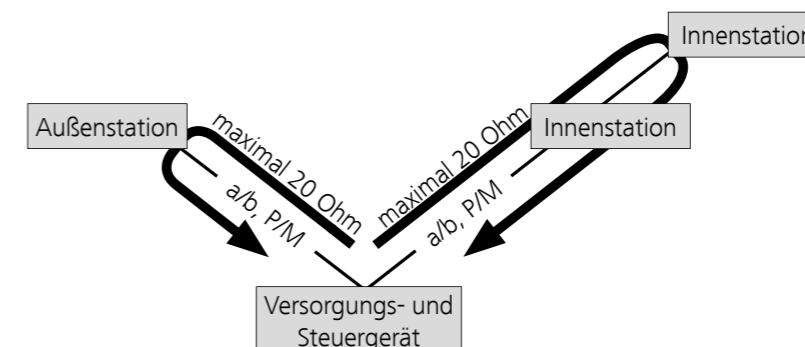 Innenstation
Außenstation
maximal 20 Ohm
a/b, P/M
maximal 20 Ohm
a/b, P/M
Innenstation
Versorgungs- und
Steuergerät